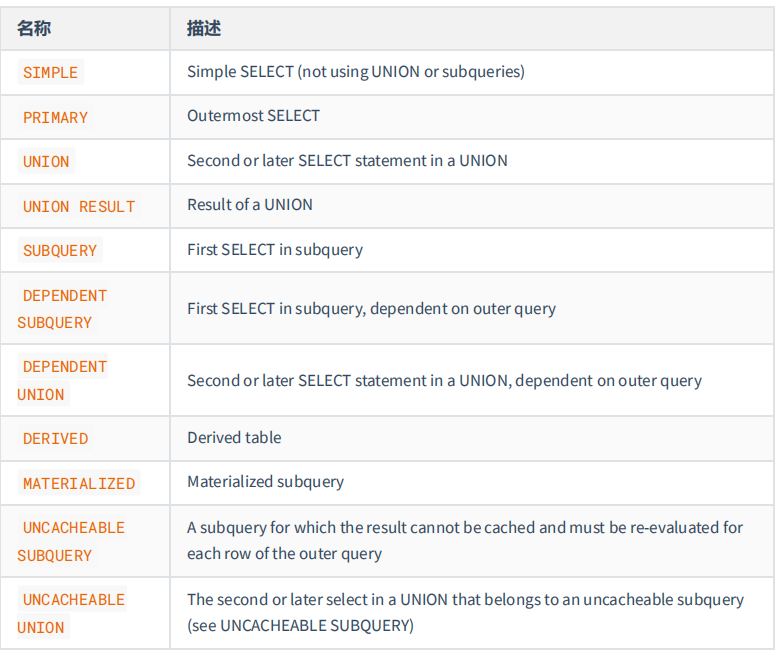 名称 描述
SIMPLE Simple SELECT (not using UNION or subqueries)
PRIMARY Outermost SELECT
UNION Second or later SELECT statement in a UNION
UNION RESULT Result of a UNION
SUBQUERY First SELECT in subquery
DEPENDENT
SUBQUERY
First SELECT in subquery, dependent on outer query
DEPENDENT
UNION
Second or later SELECT statement in a UNION, dependent on outer query
DERIVED Derived table
MATERIALIZED Materialized subquery
UNCACHEABLE
SUBQUERY
A subquery for which the result cannot be cached and must be re-evaluated for
each row of the outer query
UNCACHEABLE
UNION
The second or later select in a UNION that belongs to an uncacheable subquery
(see UNCACHEABLE SUBQUERY)